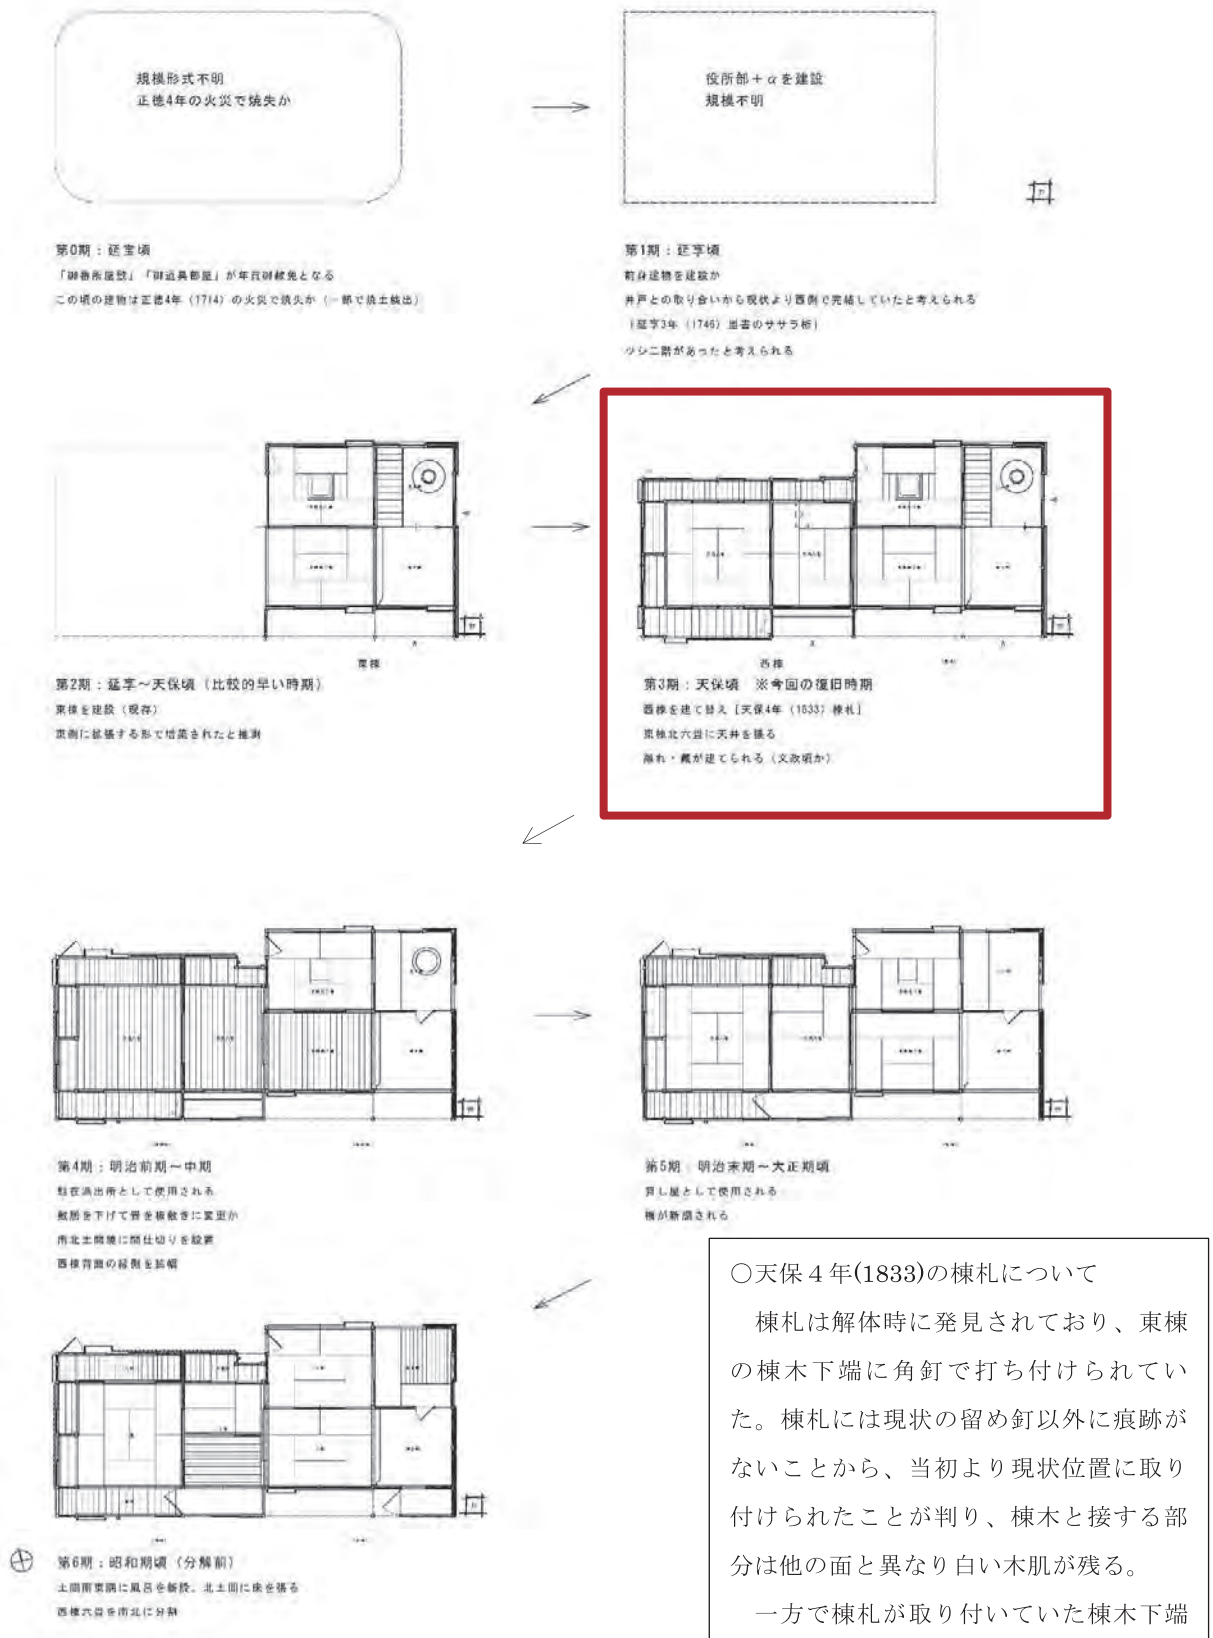 規模形式不明
正徳4年の火災で焼失か
役所部＋αを建設
規模不明
第0期：延宝頃
「御番所屋敷」「御道具部屋」が年貢御赦免となる
この頃の建物は正徳4年（1714）の火災で焼失か（一部で焼土検出）
第1期：延享頃
前身建物を建設か
井戸との取り合いから現状より西側で完結していたと考えられる
［延享3年（1746）墨書のササラ桁］
ツシ二階があったと考えられる
東棟
第2期：延享～天保頃（比較的早い時期）
東棟を建設（現存）
東側に拡張する形で増築されたと推測
西棟
第3期：天保頃　※今回の復旧時期
西棟を建て替え［天保4年（1833）棟札］
東棟北六畳に天井を張る
離れ・蔵が建てられる（文政頃か）
第4期：明治前期～中期
駐在派出所として使用される
敷居を下げて畳を板敷きに変更か
南北土間境に間仕切りを設置
西棟背面の縁側を拡幅
第5期：明治末期～大正期頃
貸し屋として使用される
第6期：昭和期頃（分解前）
土間南東隅に風呂を新設、北土間に床を張る
西棟六畳を南北に分割
○天保４年(1833)の棟札について
棟札は解体時に発見されており、東棟
の棟木下端に角釘で打ち付けられてい
た。棟札には現状の留め釘以外に痕跡が
ないことから、当初より現状位置に取り
付けられたことが判り、棟木と接する部
分は他の面と異なり白い木肌が残る。
一方で棟札が取り付いていた棟木下端